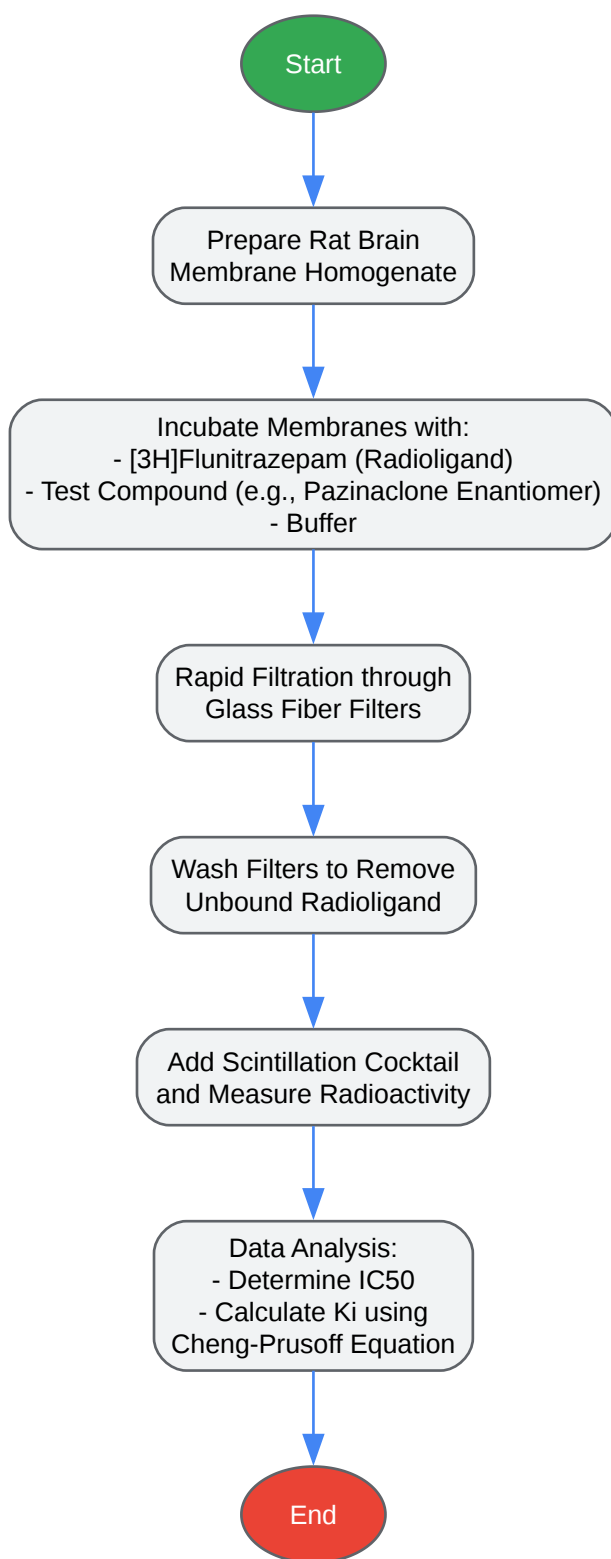 Start
Prepare Rat Brain
Membrane Homogenate
Incubate Membranes with:
- [3H]Flunitrazepam (Radioligand)
- Test Compound (e.g., Pazinaclone Enantiomer)
- Buffer
Rapid Filtration through
Glass Fiber Filters
Wash Filters to Remove
Unbound Radioligand
Add Scintillation Cocktail
and Measure Radioactivity
Data Analysis:
- Determine IC50
- Calculate Ki using
Cheng-Prusoff Equation
End